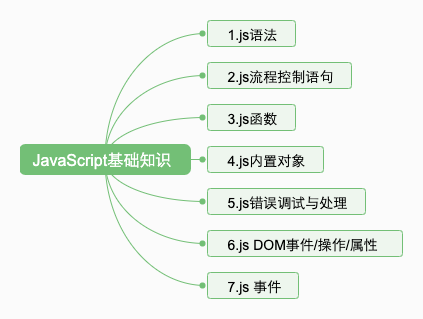 1.js语法
2.js流程控制语句
3.js函数
JavaScript基础知识
4.js内置对象
5.js错误调试与处理
6.js DOM事件/操作/属性
7.js 事件